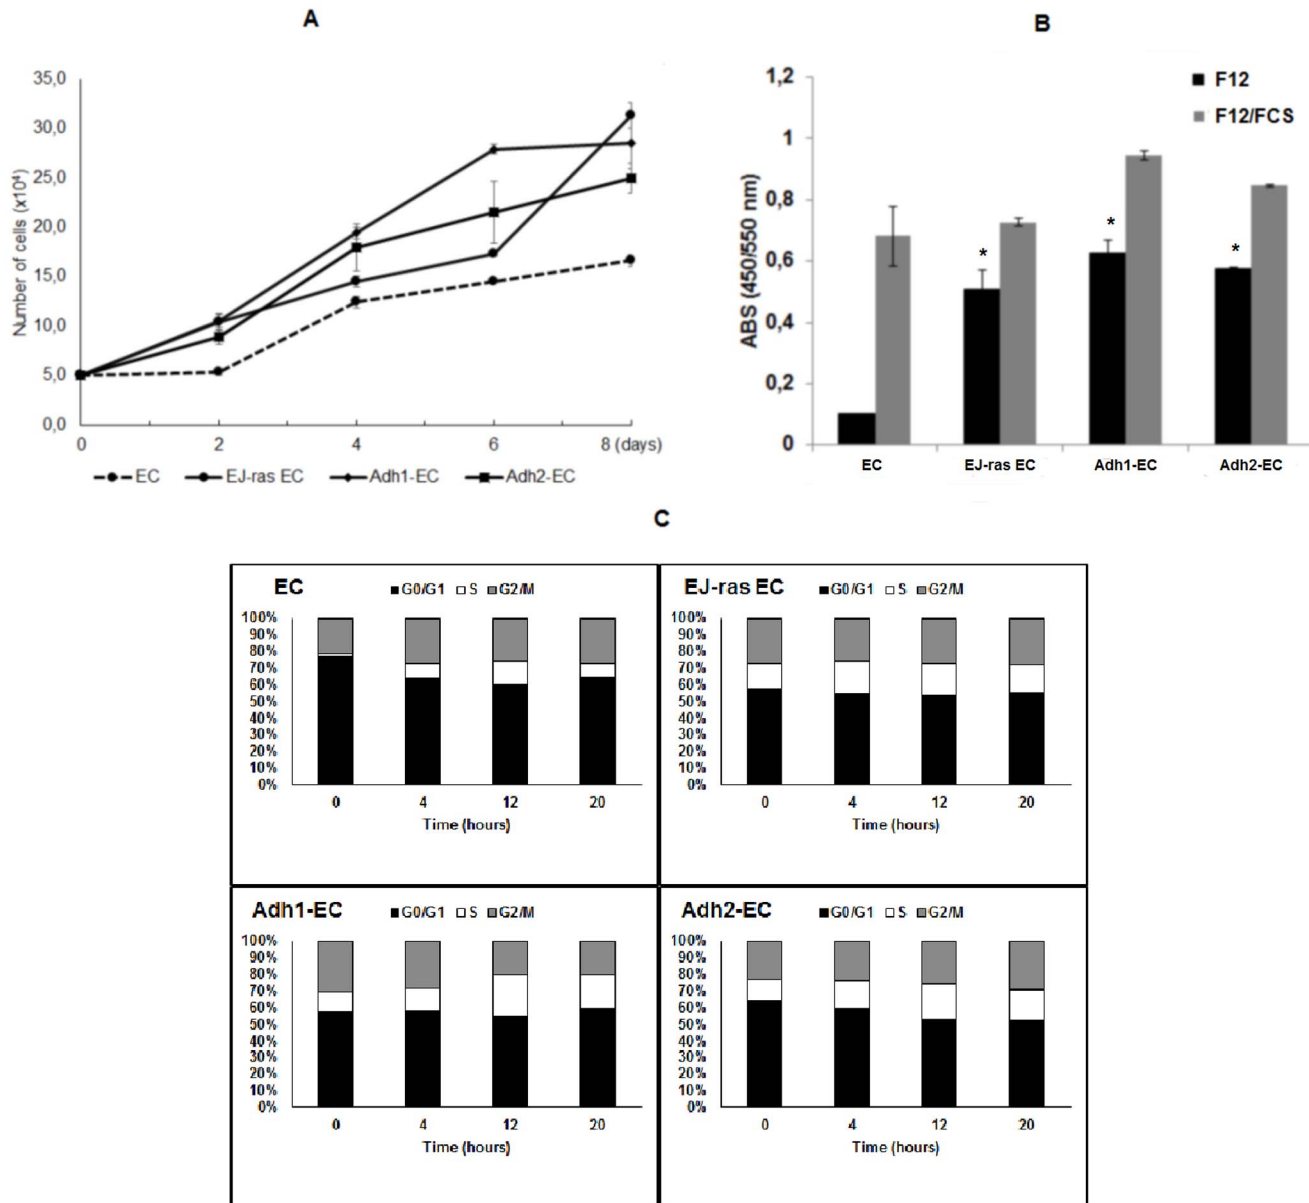 A
35,0
30,0
25,0
20,0
15,0
10,0
5,0
0,0
Number of cells (x10⁴)
0 2 4 6 8 (days)
EC EJ-ras EC Adh1-EC Adh2-EC
B
1,2
1
0,8
0,6
0,4
0,2
0
ABS (450/550 nm)
F12
F12/FCS
*
*
*
EC EJ-ras EC Adh1-EC Adh2-EC
C
EC
G0/G1 S G2/M
100%
90%
80%
70%
60%
50%
40%
30%
20%
10%
0%
0 4 12 20
Time (hours)
EJ-ras EC
G0/G1 S G2/M
100%
90%
80%
70%
60%
50%
40%
30%
20%
10%
0%
0 4 12 20
Time (hours)
Adh1-EC
G0/G1 S G2/M
100%
90%
80%
70%
60%
50%
40%
30%
20%
10%
0%
0 4 12 20
Time (hours)
Adh2-EC
G0/G1 S G2/M
100%
90%
80%
70%
60%
50%
40%
30%
20%
10%
0%
0 4 12 20
Time (hours)